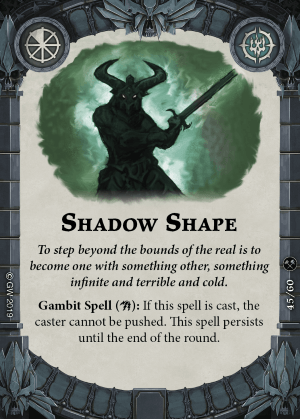 SHADOW SHAPE
To step beyond the bounds of the real is to
become one with something other, something
infinite and terrible and cold.
Gambit Spell (): If this spell is cast, the
caster cannot be pushed. This spell persists
until the end of the round.
©GW 2019
45/60